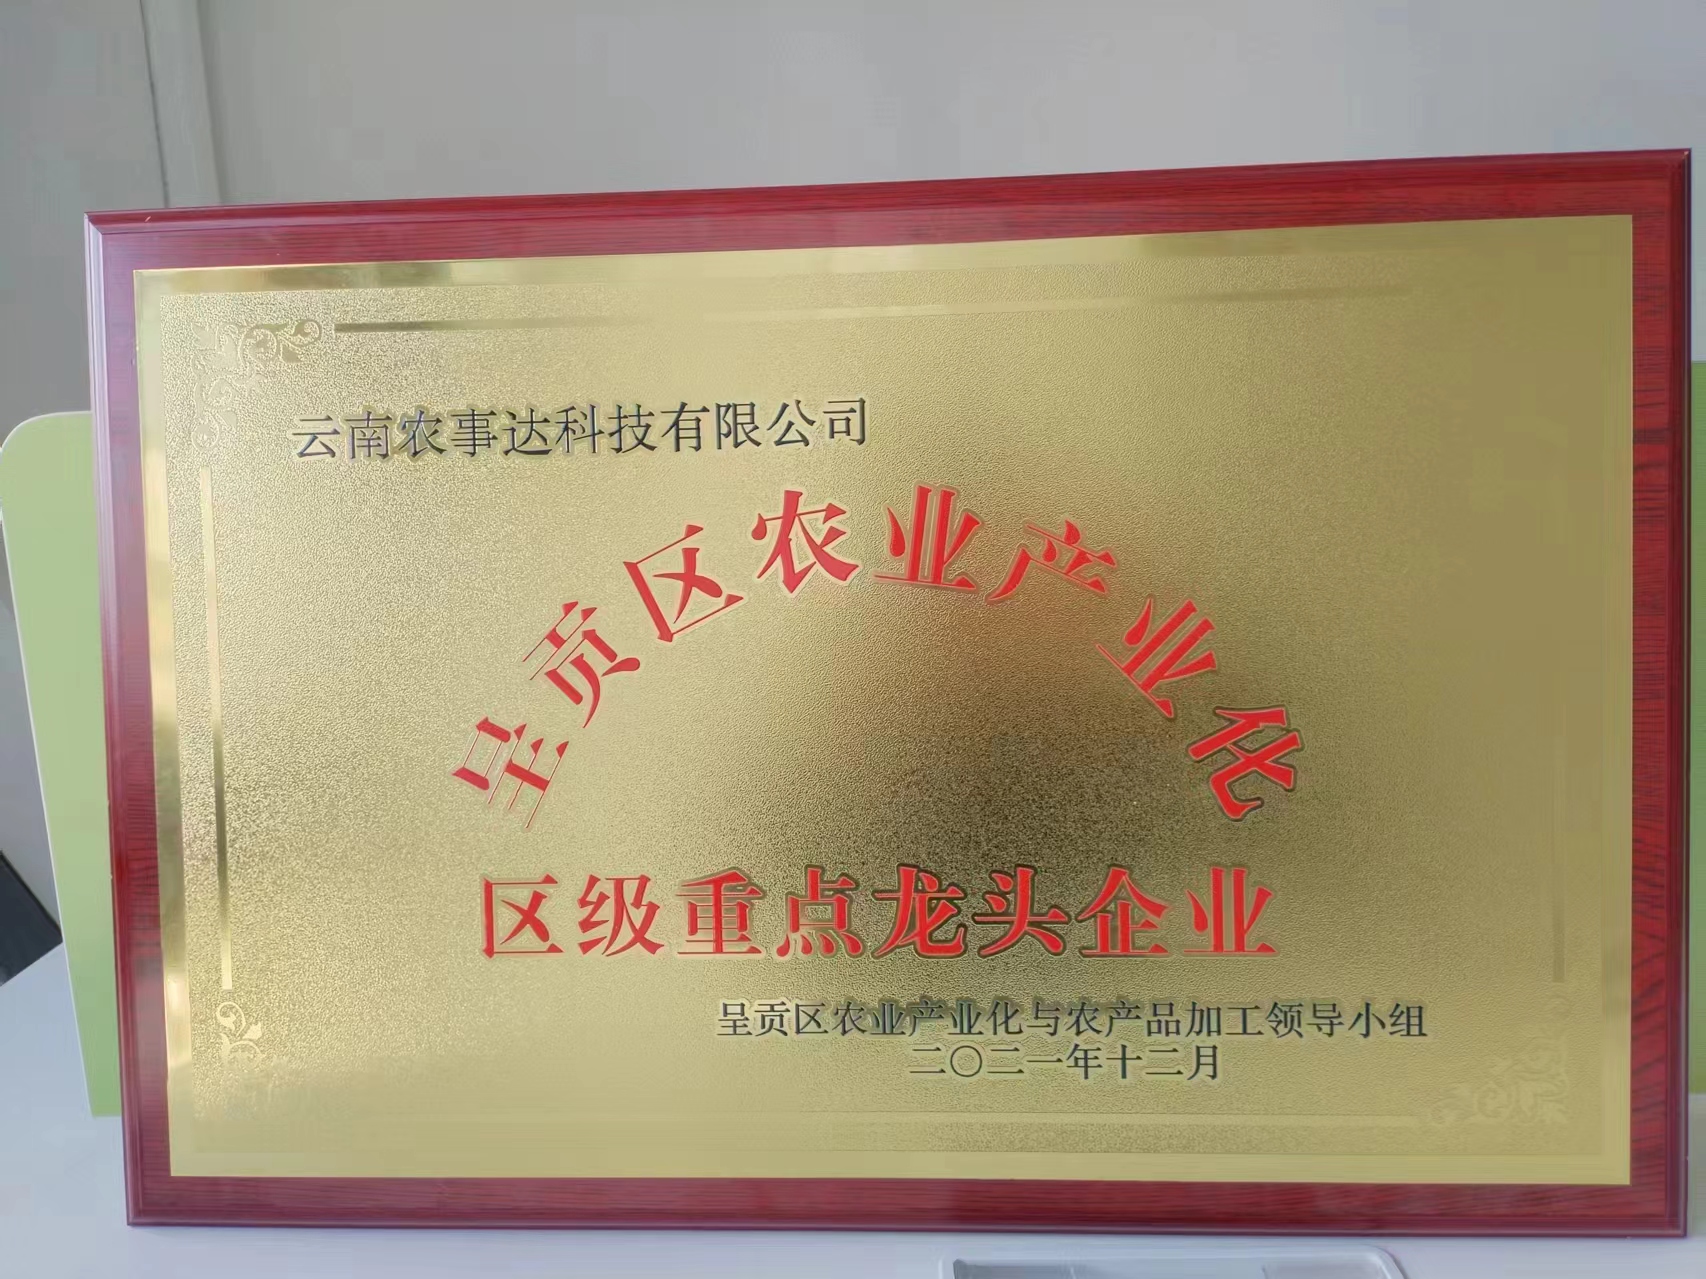 云南农事达科技有限公司
呈贡区农业产业化
区级重点龙头企业
呈贡区农业产业化与农产品加工领导小组
二〇二一年十二月